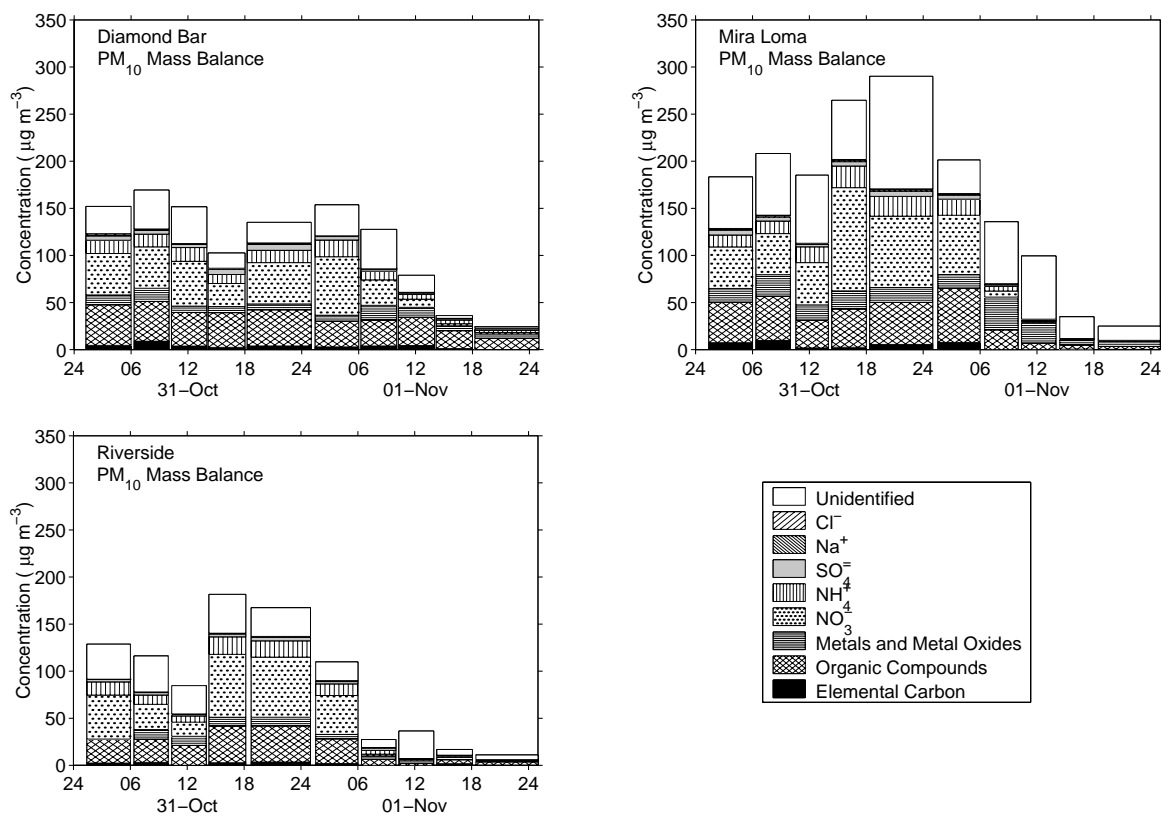 Diamond Bar
PM10 Mass Balance
Concentration ( μg m−3)
350
300
250
200
150
100
50
0
24 06 12 18 24 06 12 18 24
31−Oct 01−Nov
Mira Loma
PM10 Mass Balance
Concentration ( μg m−3)
350
300
250
200
150
100
50
0
24 06 12 18 24 06 12 18 24
31−Oct 01−Nov
Riverside
PM10 Mass Balance
Concentration ( μg m−3)
350
300
250
200
150
100
50
0
24 06 12 18 24 06 12 18 24
31−Oct 01−Nov
Unidentified
Cl−
Na+
SO4=
NH4+
NO3−
Metals and Metal Oxides
Organic Compounds
Elemental Carbon